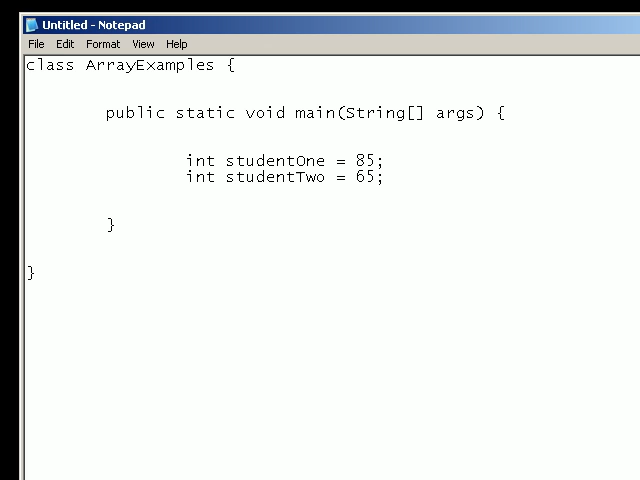 Untitled - Notepad
File Edit Format View Help
class ArrayExamples {
public static void main(String[] args) {
int studentOne = 85;
int studentTwo = 65;
}
}